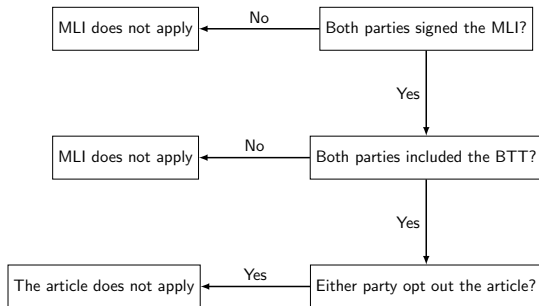 MLI does not apply
No
Both parties signed the MLI?
Yes
MLI does not apply
No
Both parties included the BTT?
Yes
The article does not apply
Yes
Either party opt out the article?